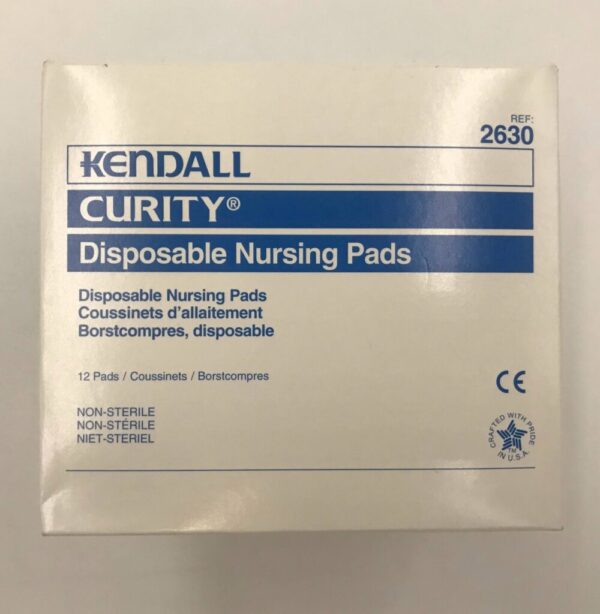 REF:
2630
KENDALL
CURITY®
Disposable Nursing Pads
Disposable Nursing Pads
Coussinets d'allaitement
Borstcompres, disposable
12 Pads / Coussinets / Borstcompres
CE
NON-STERILE
NON-STÉRILE
NIET-STERIEL
CRAFTED WITH PRIDE
TM
IN U.S.A.